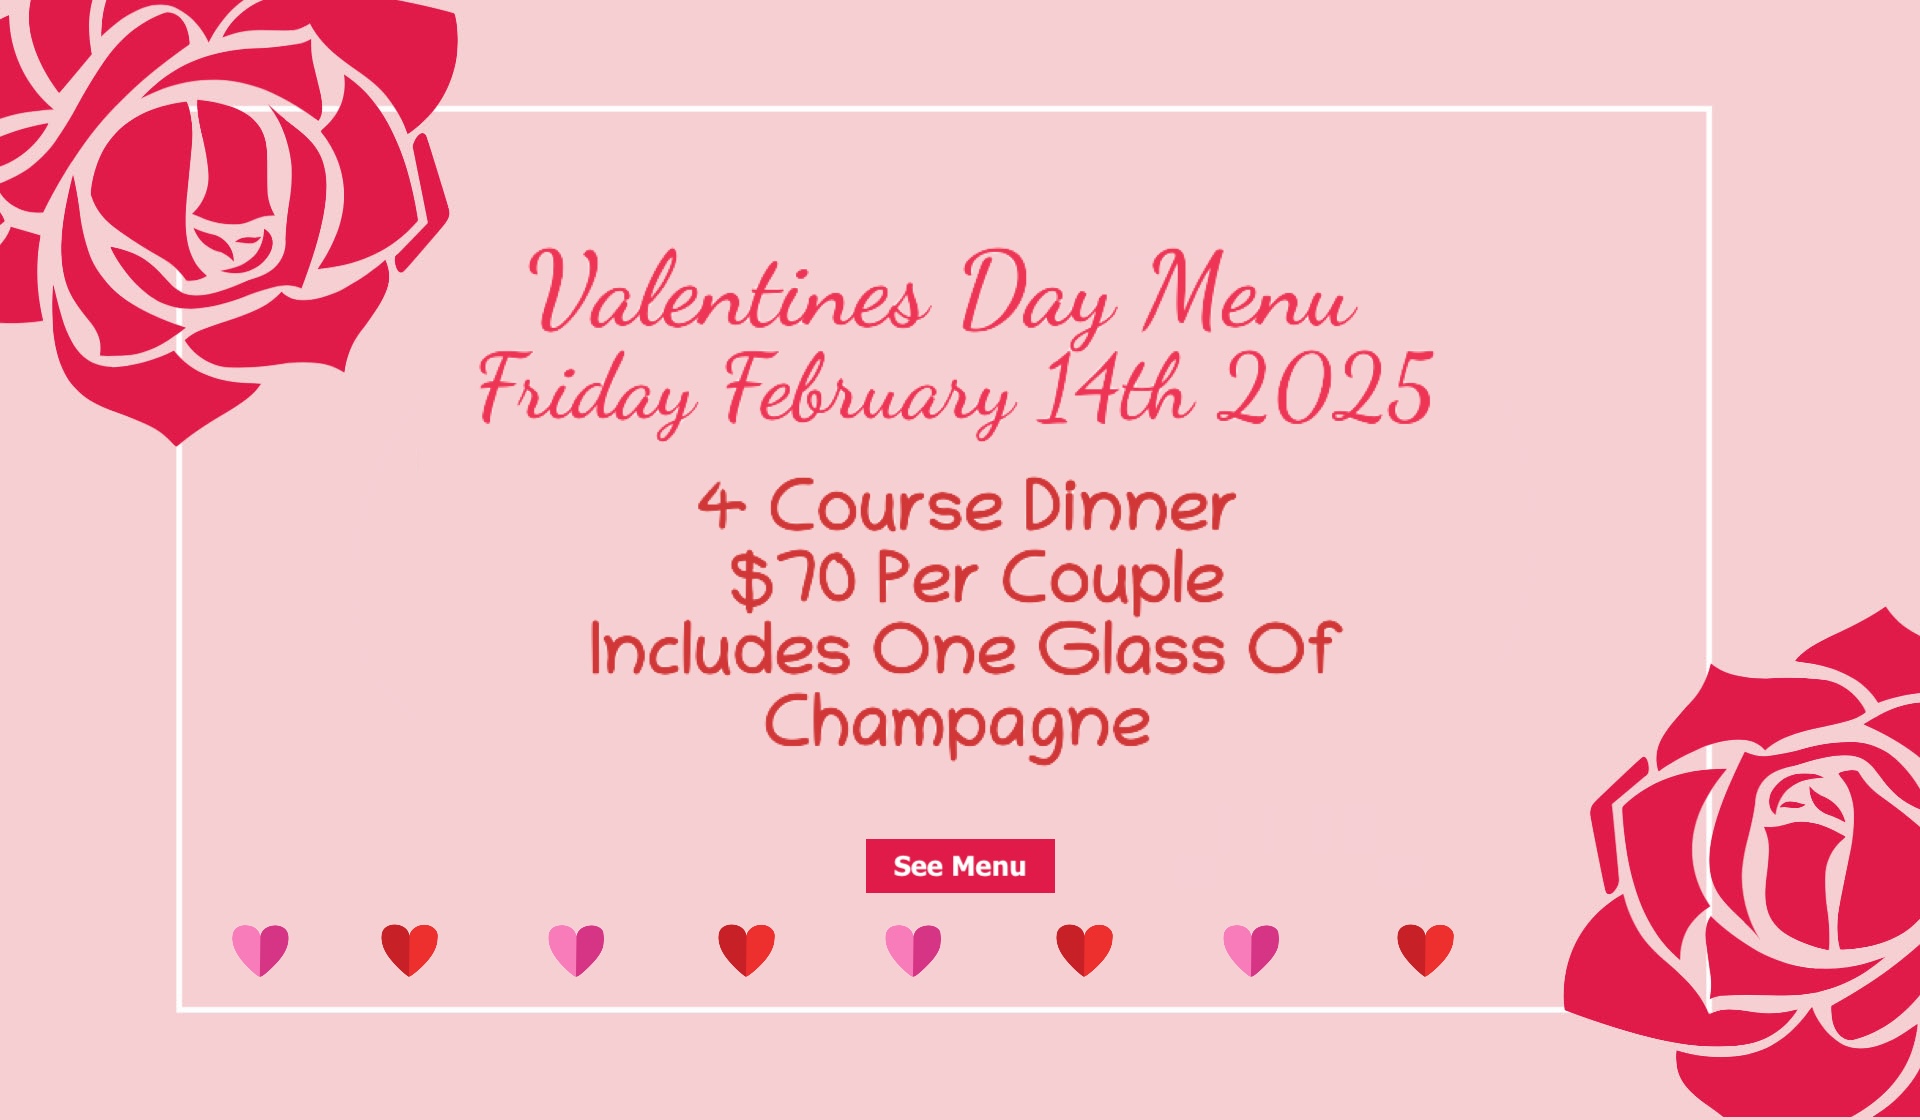 Valentines Day Menu
Friday February 14th 2025
4 Course Dinner
$70 Per Couple
Includes One Glass Of
Champagne
See Menu